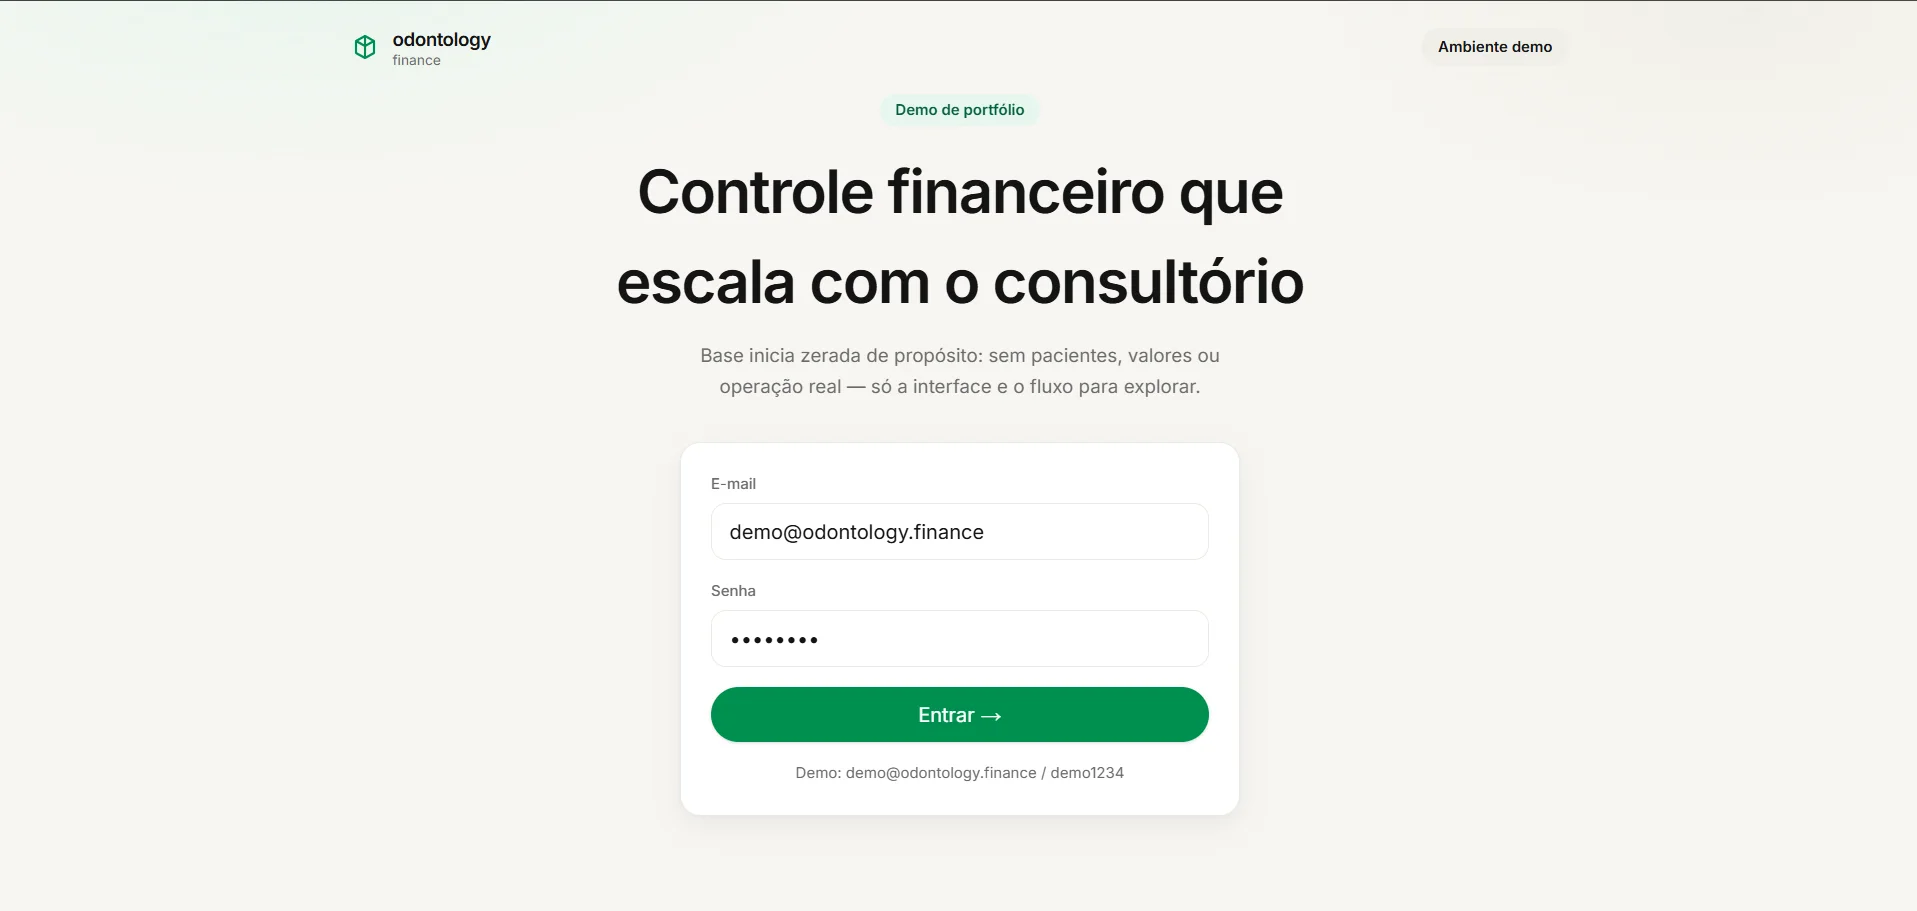 odontology
finance
Ambiente demo
Demo de portfólio
Controle financeiro que
escala com o consultório
Base inicia zerada de propósito: sem pacientes, valores ou
operação real — só a interface e o fluxo para explorar.
E-mail
demo@odontology.finance
Senha
••••••••
Entrar →
Demo: demo@odontology.finance / demo1234